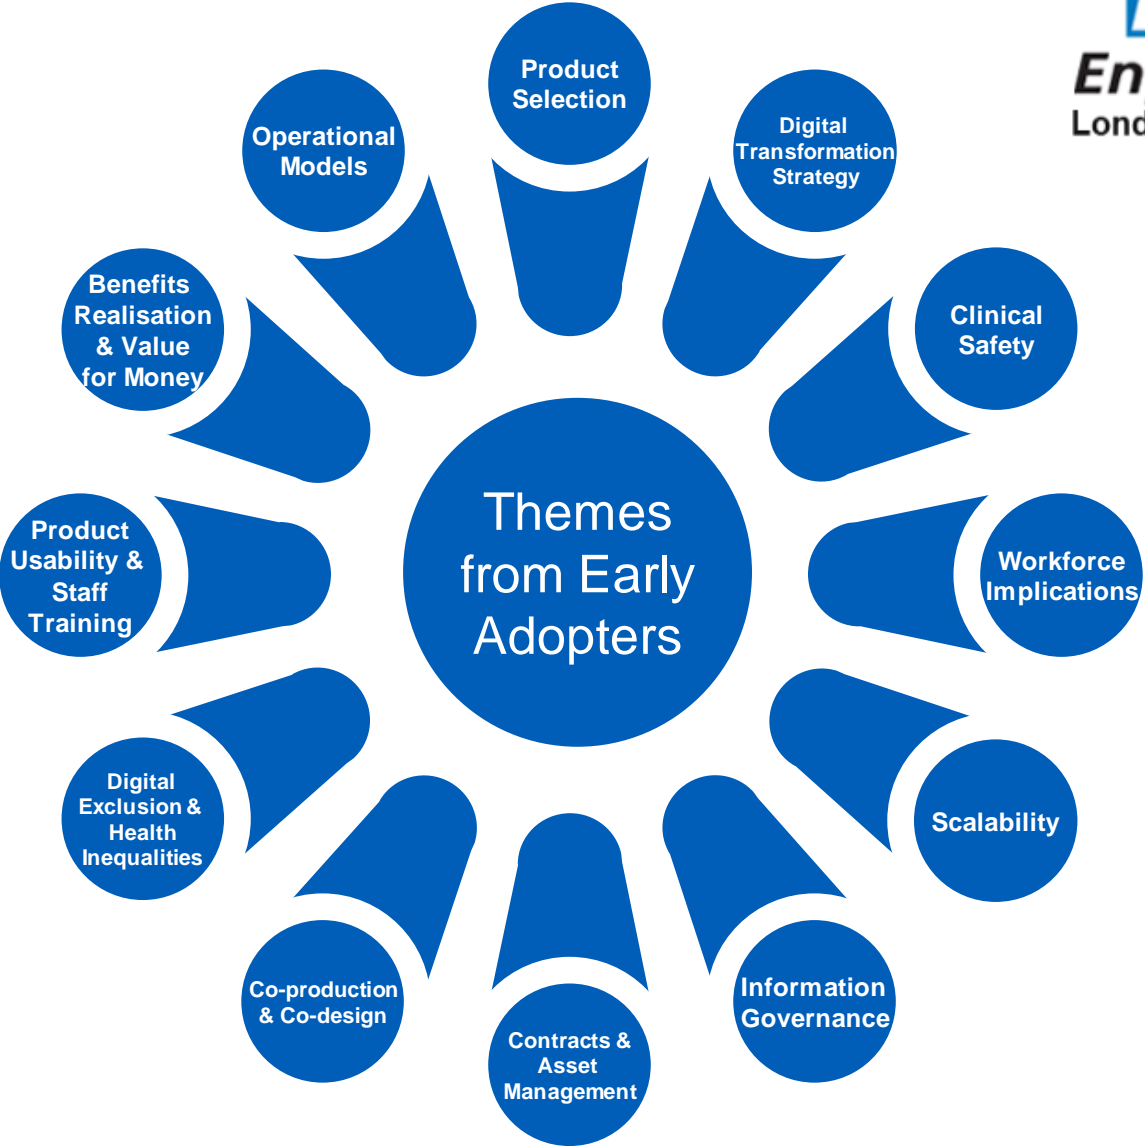 Product
Selection
Digital
Transformation
Strategy
Clinical
Safety
Workforce
Implications
Scalability
Information
Governance
Contracts &
Asset
Management
Co-production
& Co-design
Digital
Exclusion &
Health
Inequalities
Product
Usability &
Staff
Training
Benefits
Realisation
& Value
for Money
Operational
Models
Themes
from Early
Adopters